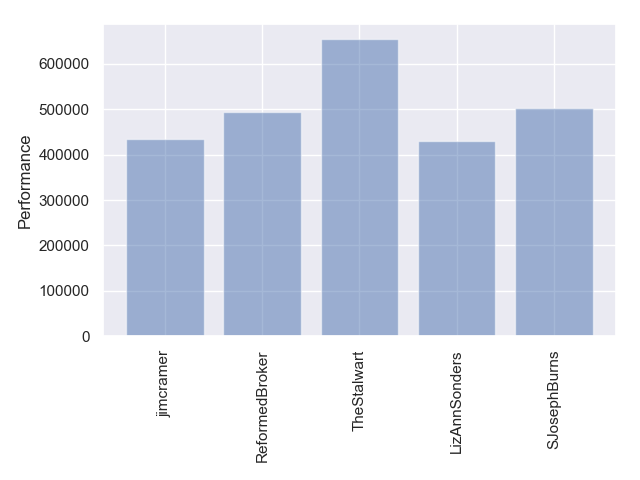 600000
500000
400000
300000
200000
100000
0
Performance
jimcramer
ReformedBroker
TheStalwart
LizAnnSonders
SJosephBurns